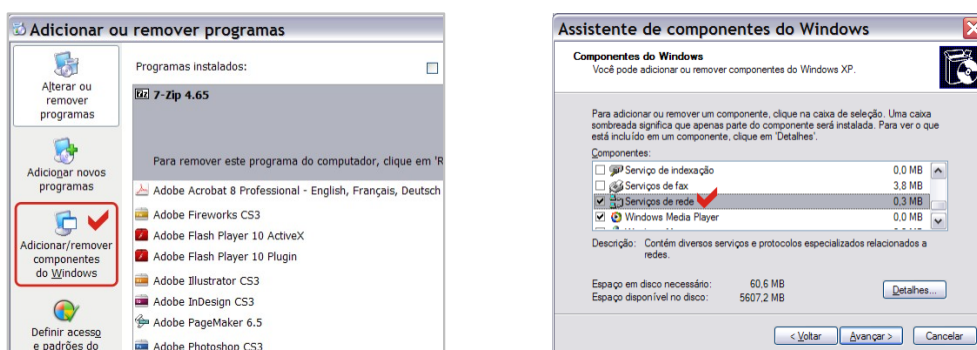 Adicionar ou remover programas
Alterar ou
remover
programas
Adicionar novos
programas
Adicionar/remover
componentes
do Windows
Definir acesso
e padrões do
Programas instalados:
7-Zip 4.65
Para remover este programa do computador, clique em 'R
Adobe Acrobat 8 Professional - English, Français, Deutsch
Adobe Fireworks CS3
Adobe Flash Player 10 ActiveX
Adobe Flash Player 10 Plugin
Adobe Illustrator CS3
Adobe InDesign CS3
Adobe PageMaker 6.5
Adobe Photoshop CS3
Assistente de componentes do Windows
Componentes do Windows
Você pode adicionar ou remover componentes do Windows XP.
Para adicionar ou remover um componente, clique na caixa de seleção. Uma caixa
sombreada significa que apenas parte do componente será instalada. Para ver o que
está incluído em um componente, clique em 'Detalhes'.
Componentes:
Serviço de indexação 0,0 MB
Serviços de fax 3,8 MB
Serviços de rede 0,3 MB
Windows Media Player 0,0 MB
Descrição: Contém diversos serviços e protocolos especializados relacionados a
redes.
Espaço em disco necessário: 60,6 MB
Espaço disponível no disco: 5607,2 MB
Detalhes...
< Voltar Avançar > Cancelar